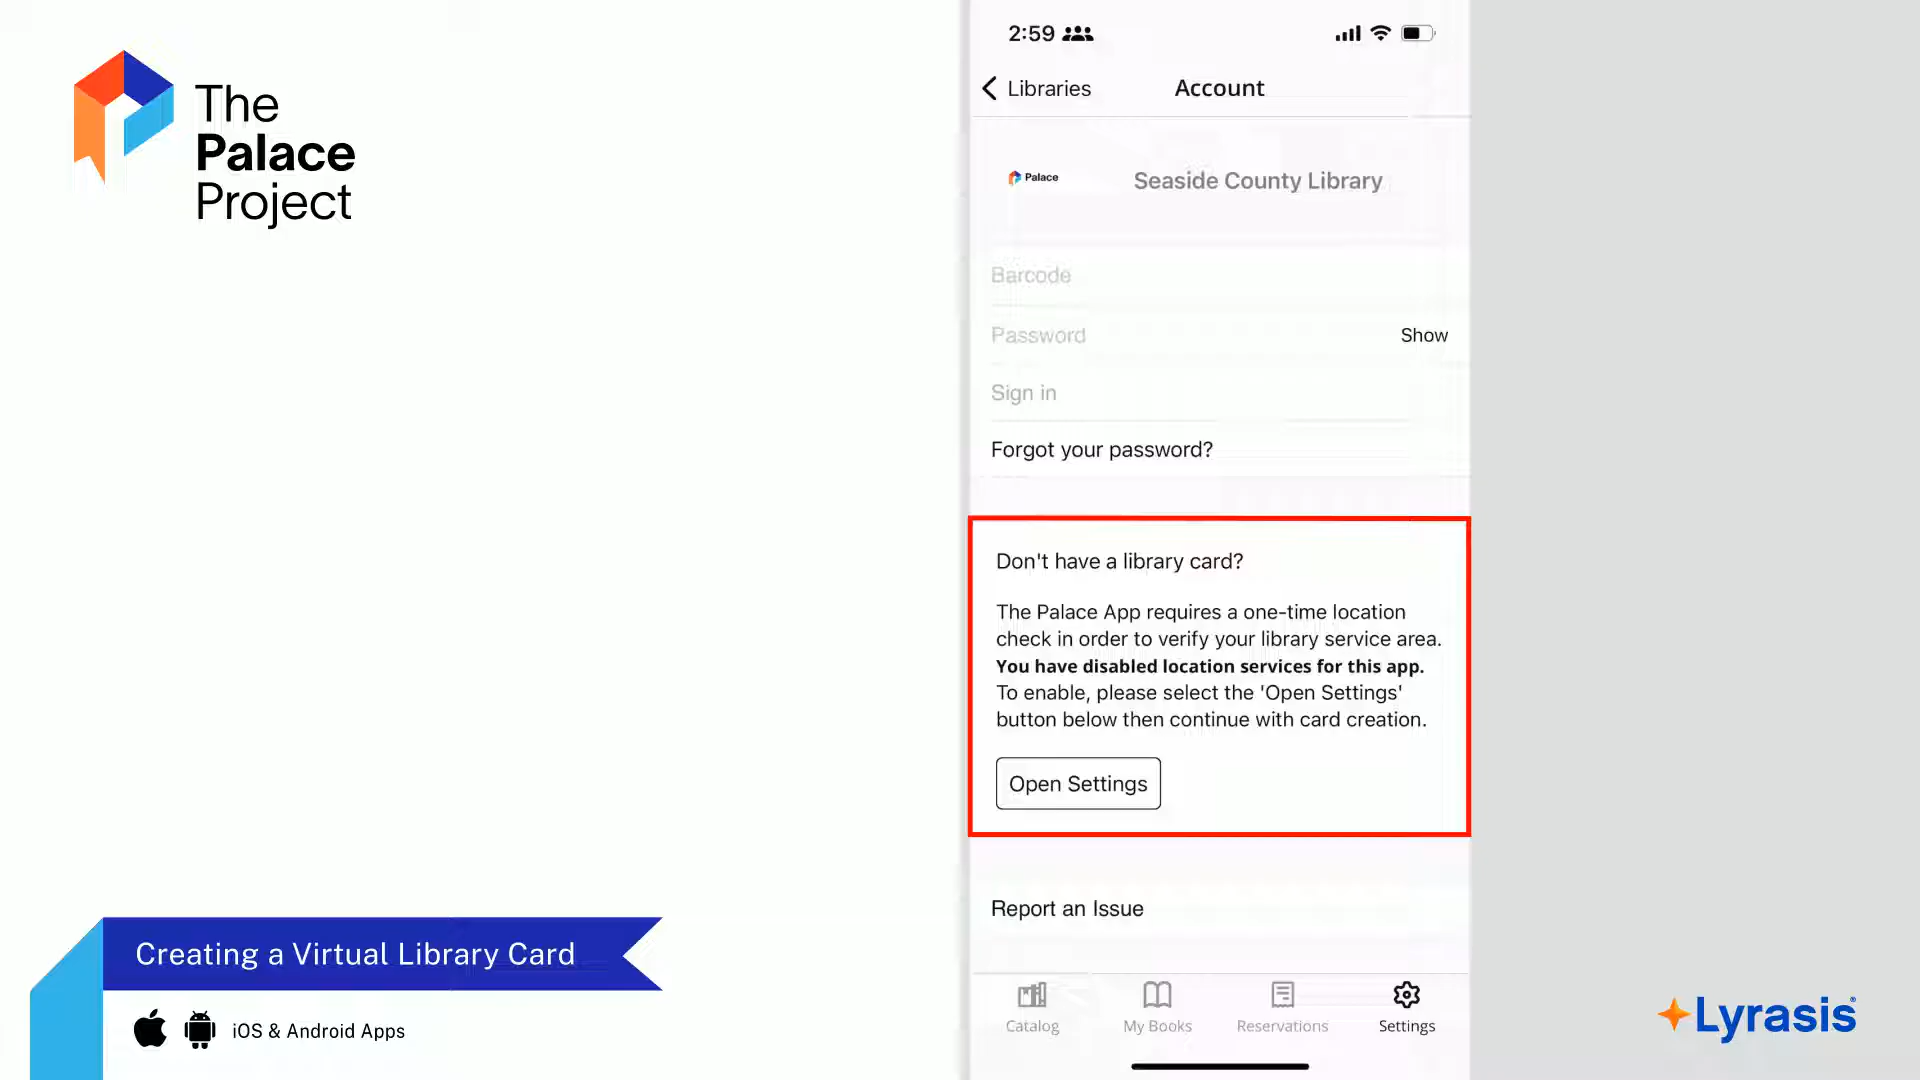 The
Palace
Project
2:59
Libraries
Account
Palace
Seaside County Library
Barcode
Password
Show
Sign in
Forgot your password?
Don't have a library card?
The Palace App requires a one-time location
check in order to verify your library service area.
You have disabled location services for this app.
To enable, please select the 'Open Settings'
button below then continue with card creation.
Open Settings
Report an Issue
Catalog
My Books
Reservations
Settings
Creating a Virtual Library Card
iOS & Android Apps
Lyrasis